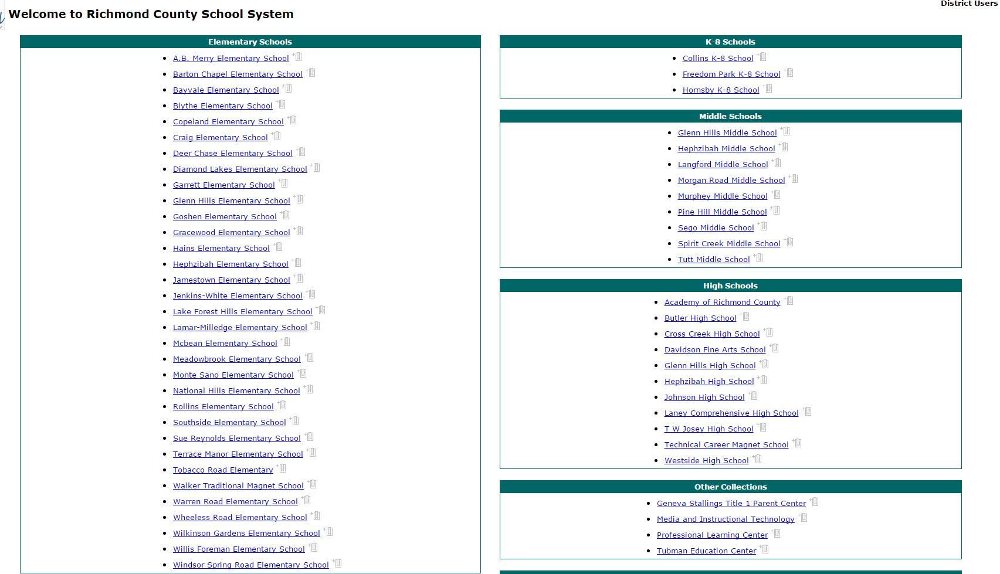 District Users
Welcome to Richmond County School System
Elementary Schools
A.B. Merry Elementary School
Barton Chapel Elementary School
Bayvale Elementary School
Blythe Elementary School
Copeland Elementary School
Craig Elementary School
Deer Chase Elementary School
Diamond Lakes Elementary School
Garrett Elementary School
Glenn Hills Elementary School
Goshen Elementary School
Gracewood Elementary School
Hains Elementary School
Hephzibah Elementary School
Jamestown Elementary School
Jenkins-White Elementary School
Lake Forest Hills Elementary School
Lamar-Milledge Elementary School
Mcbean Elementary School
Meadowbrook Elementary School
Monte Sano Elementary School
National Hills Elementary School
Rollins Elementary School
Southside Elementary School
Sue Reynolds Elementary School
Terrace Manor Elementary School
Tobacco Road Elementary
Walker Traditional Magnet School
Warren Road Elementary School
Wheeless Road Elementary School
Wilkinson Gardens Elementary School
Willis Foreman Elementary School
Windsor Spring Road Elementary School
K-8 Schools
Collins K-8 School
Freedom Park K-8 School
Hornsby K-8 School
Middle Schools
Glenn Hills Middle School
Hephzibah Middle School
Langford Middle School
Morgan Road Middle School
Murphey Middle School
Pine Hill Middle School
Sego Middle School
Spirit Creek Middle School
Tutt Middle School
High Schools
Academy of Richmond County
Butler High School
Cross Creek High School
Davidson Fine Arts School
Glenn Hills High School
Hephzibah High School
Johnson High School
Laney Comprehensive High School
T W Josey High School
Technical Career Magnet School
Westside High School
Other Collections
Geneva Stallings Title 1 Parent Center
Media and Instructional Technology
Professional Learning Center
Tubman Education Center